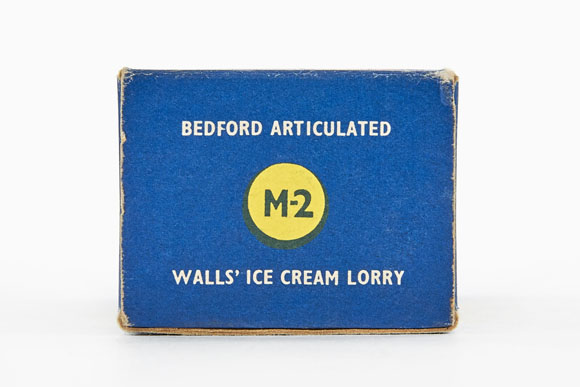 BEDFORD ARTICULATED
M-2
WALLS' ICE CREAM LORRY